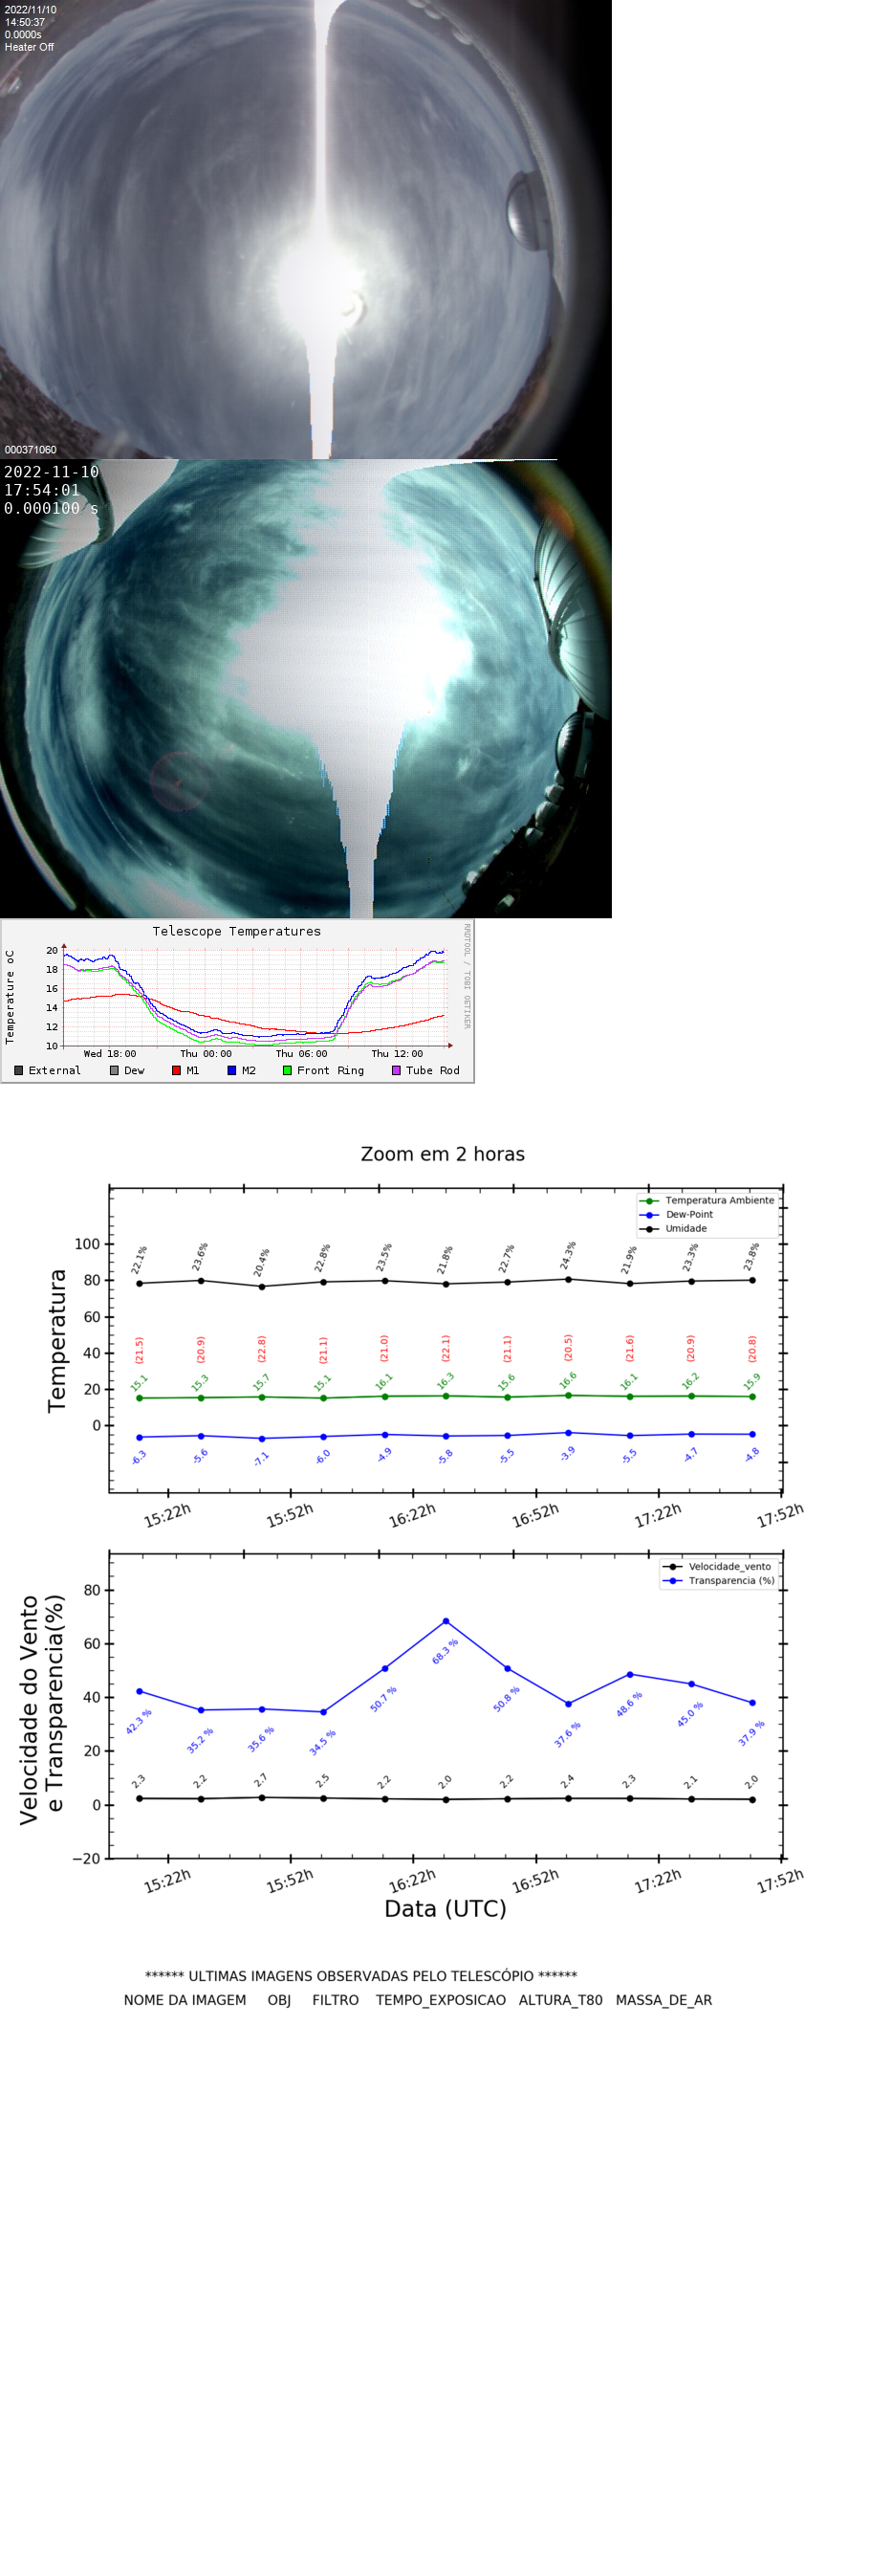 2022/11/10
14:50:37
0.0000s
Heater Off
000371060
2022-11-10
17:54:01
0.000100 s
Telescope Temperatures
RRDTOOL / TOBI OETIKER
Temperature oC
20
18
16
14
12
10
Wed 18:00 Thu 00:00 Thu 06:00 Thu 12:00
External Dew M1 M2 Front Ring Tube Rod
Zoom em 2 horas
Temperatura Ambiente
Dew-Point
Umidade
Temperatura
100
80
60
40
20
0
22.1% 23.6% 20.4% 22.8% 23.5% 21.8% 22.7% 24.3% 21.9% 23.3% 23.8%
(21.5) (20.9) (22.8) (21.1) (21.0) (22.1) (21.1) (20.5) (21.6) (20.9) (20.8)
15.1 15.3 15.7 15.1 16.1 16.3 15.6 16.6 16.1 16.2 15.9
-6.3 -5.6 -7.1 -6.0 -4.9 -5.8 -5.5 -3.9 -5.5 -4.7 -4.8
15:22h 15:52h 16:22h 16:52h 17:22h 17:52h
Velocidade_vento
Transparencia (%)
Velocidade do Vento
e Transparencia(%)
80
60
40
20
0
−20
42.3 % 35.2 % 35.6 % 34.5 % 50.7 % 68.3 % 50.8 % 37.6 % 48.6 % 45.0 % 37.9 %
2.3 2.2 2.7 2.5 2.2 2.0 2.2 2.4 2.3 2.1 2.0
15:22h 15:52h 16:22h 16:52h 17:22h 17:52h
Data (UTC)
****** ULTIMAS IMAGENS OBSERVADAS PELO TELESCÓPIO ******
NOME DA IMAGEM OBJ FILTRO TEMPO_EXPOSICAO ALTURA_T80 MASSA_DE_AR